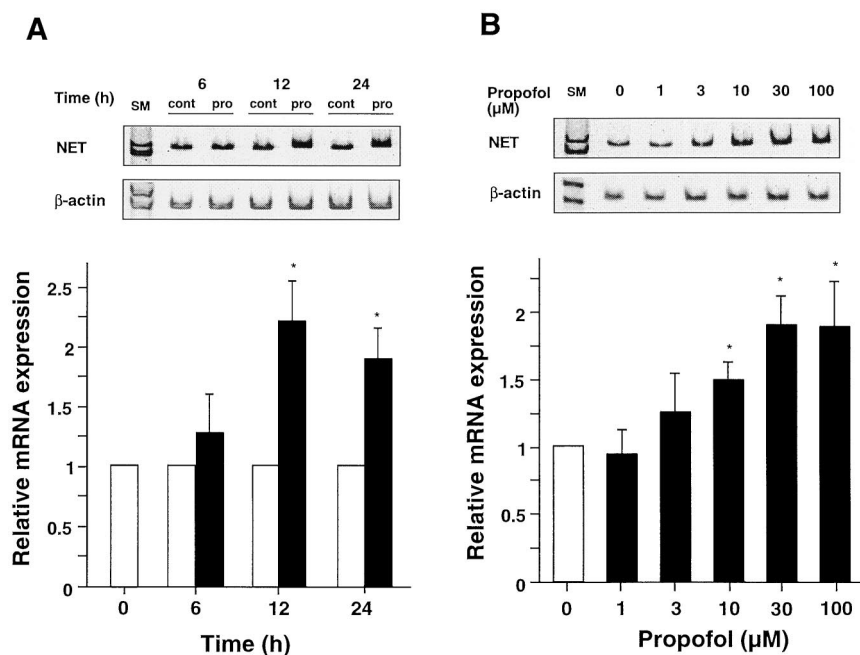 A
6 12 24
Time (h) SM cont pro cont pro cont pro
NET
β-actin
Relative mRNA expression
2.5
2
1.5
1
0.5
0
* *
0 6 12 24
Time (h)
B
Propofol SM 0 1 3 10 30 100
(µM)
NET
β-actin
Relative mRNA expression
2
1.5
1
0.5
0
* * *
0 1 3 10 30 100
Propofol (µM)